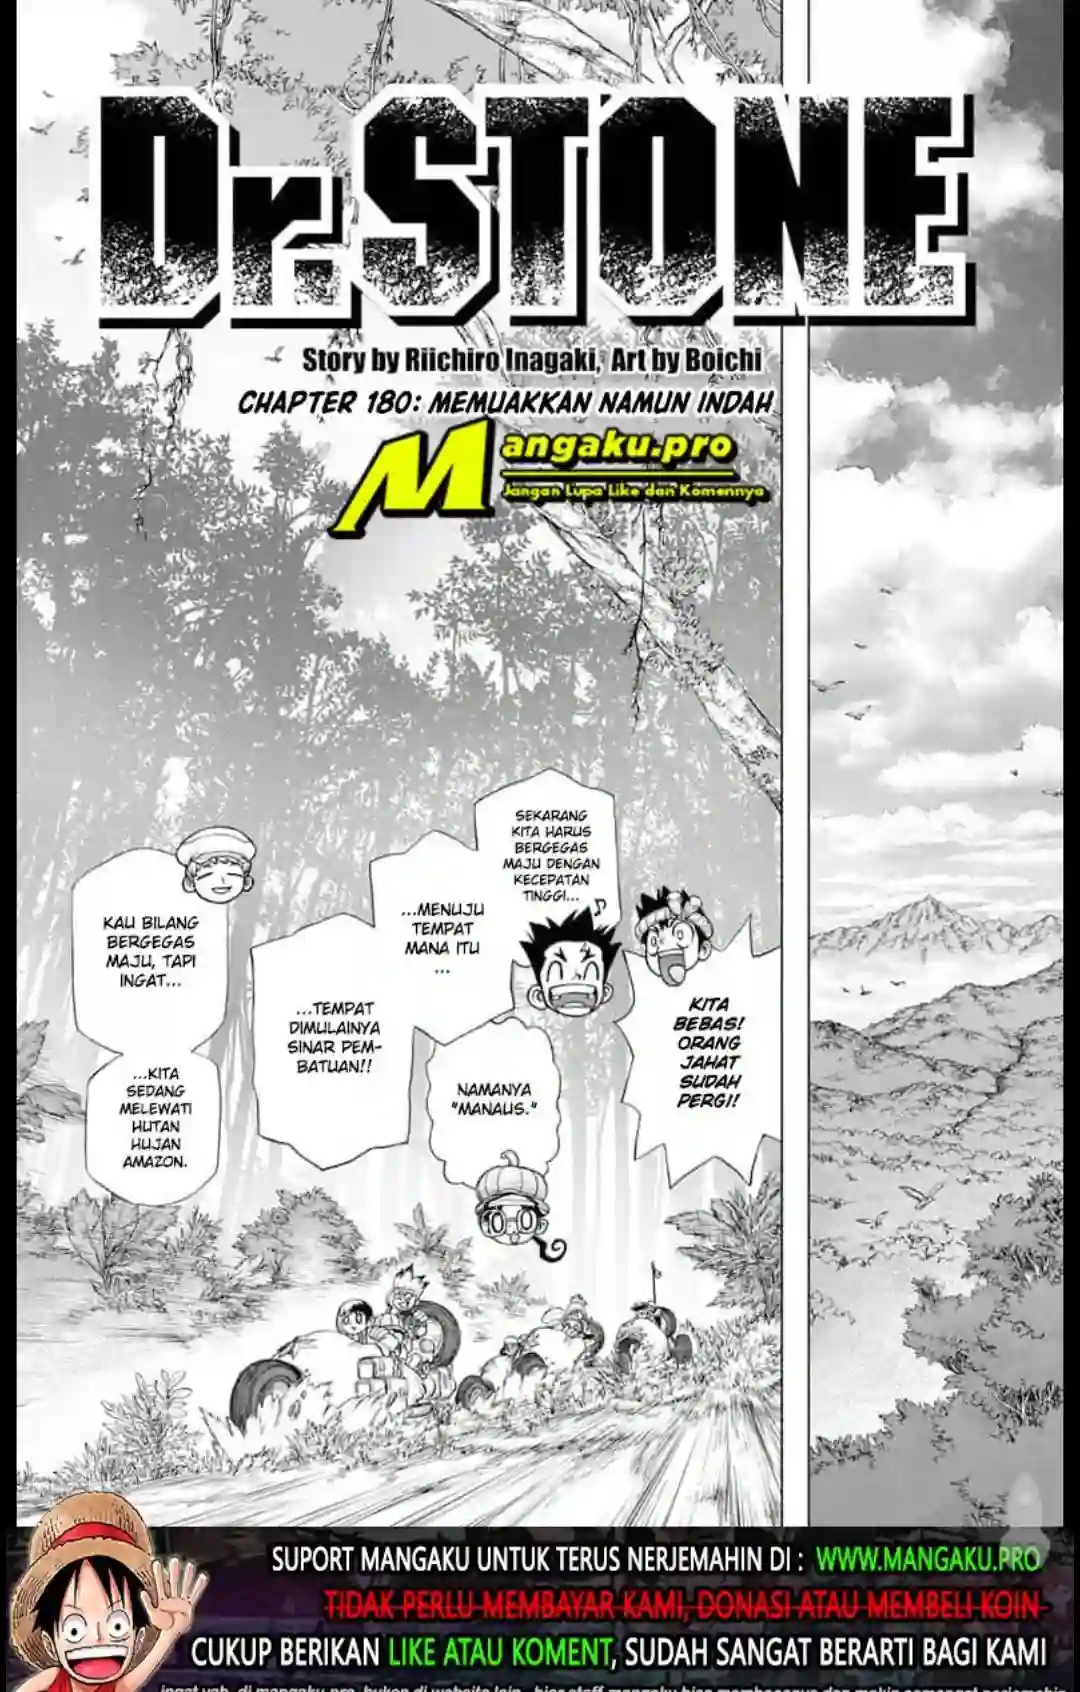 Dr.STONE
Story by Riichiro Inagaki, Art by Boichi
CHAPTER 180: MEMUAKKAN NAMUN INDAH
Mangaku.pro
Jangan Lupa Like dan Komennya
KITA
BEBAS!
ORANG
JAHAT
SUDAH
PERGI!
SEKARANG
KITA HARUS
BERGEGAS
MAJU DENGAN
KECEPATAN
TINGGI...
...MENUJU
TEMPAT
MANA ITU
...
NAMANYA
"MANAUS."
...TEMPAT
DIMULAINYA
SINAR PEM-
BATUAN!!
KAU BILANG
BERGEGAS
MAJU, TAPI
INGAT...
...KITA
SEDANG
MELEWATI
HUTAN
HUJAN
AMAZON.
SUPORT MANGAKU UNTUK TERUS NERJEMAHIN DI : WWW.MANGAKU.PRO
TIDAK PERLU MEMBAYAR KAMI, DONASI ATAU MEMBELI KOIN
CUKUP BERIKAN LIKE ATAU KOMENT, SUDAH SANGAT BERARTI BAGI KAMI